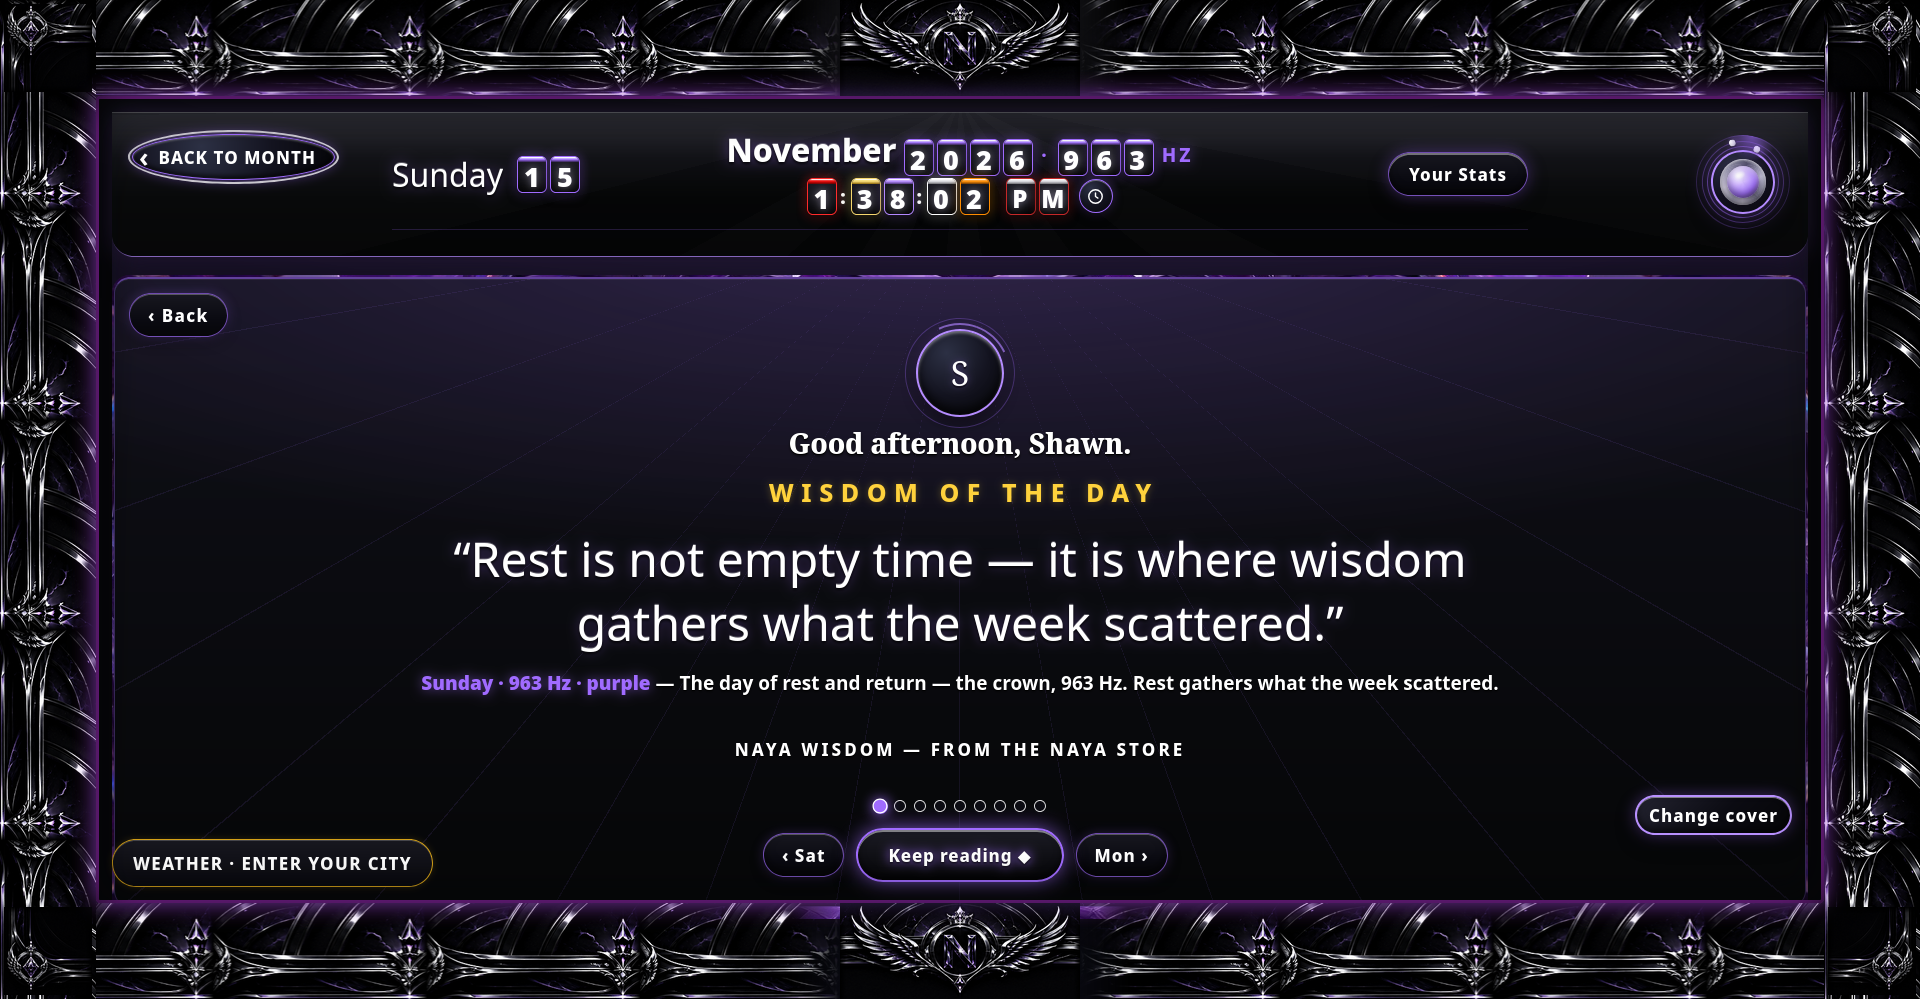 N
‹ BACK TO MONTH
Sunday 15
November 2026 · 963 HZ
1:38:02 PM
Your Stats
‹ Back
S
Good afternoon, Shawn.
WISDOM OF THE DAY
“Rest is not empty time — it is where wisdom
gathers what the week scattered.”
Sunday · 963 Hz · purple — The day of rest and return — the crown, 963 Hz. Rest gathers what the week scattered.
NAYA WISDOM — FROM THE NAYA STORE
Change cover
WEATHER · ENTER YOUR CITY
‹ Sat
Keep reading ◆
Mon ›
N